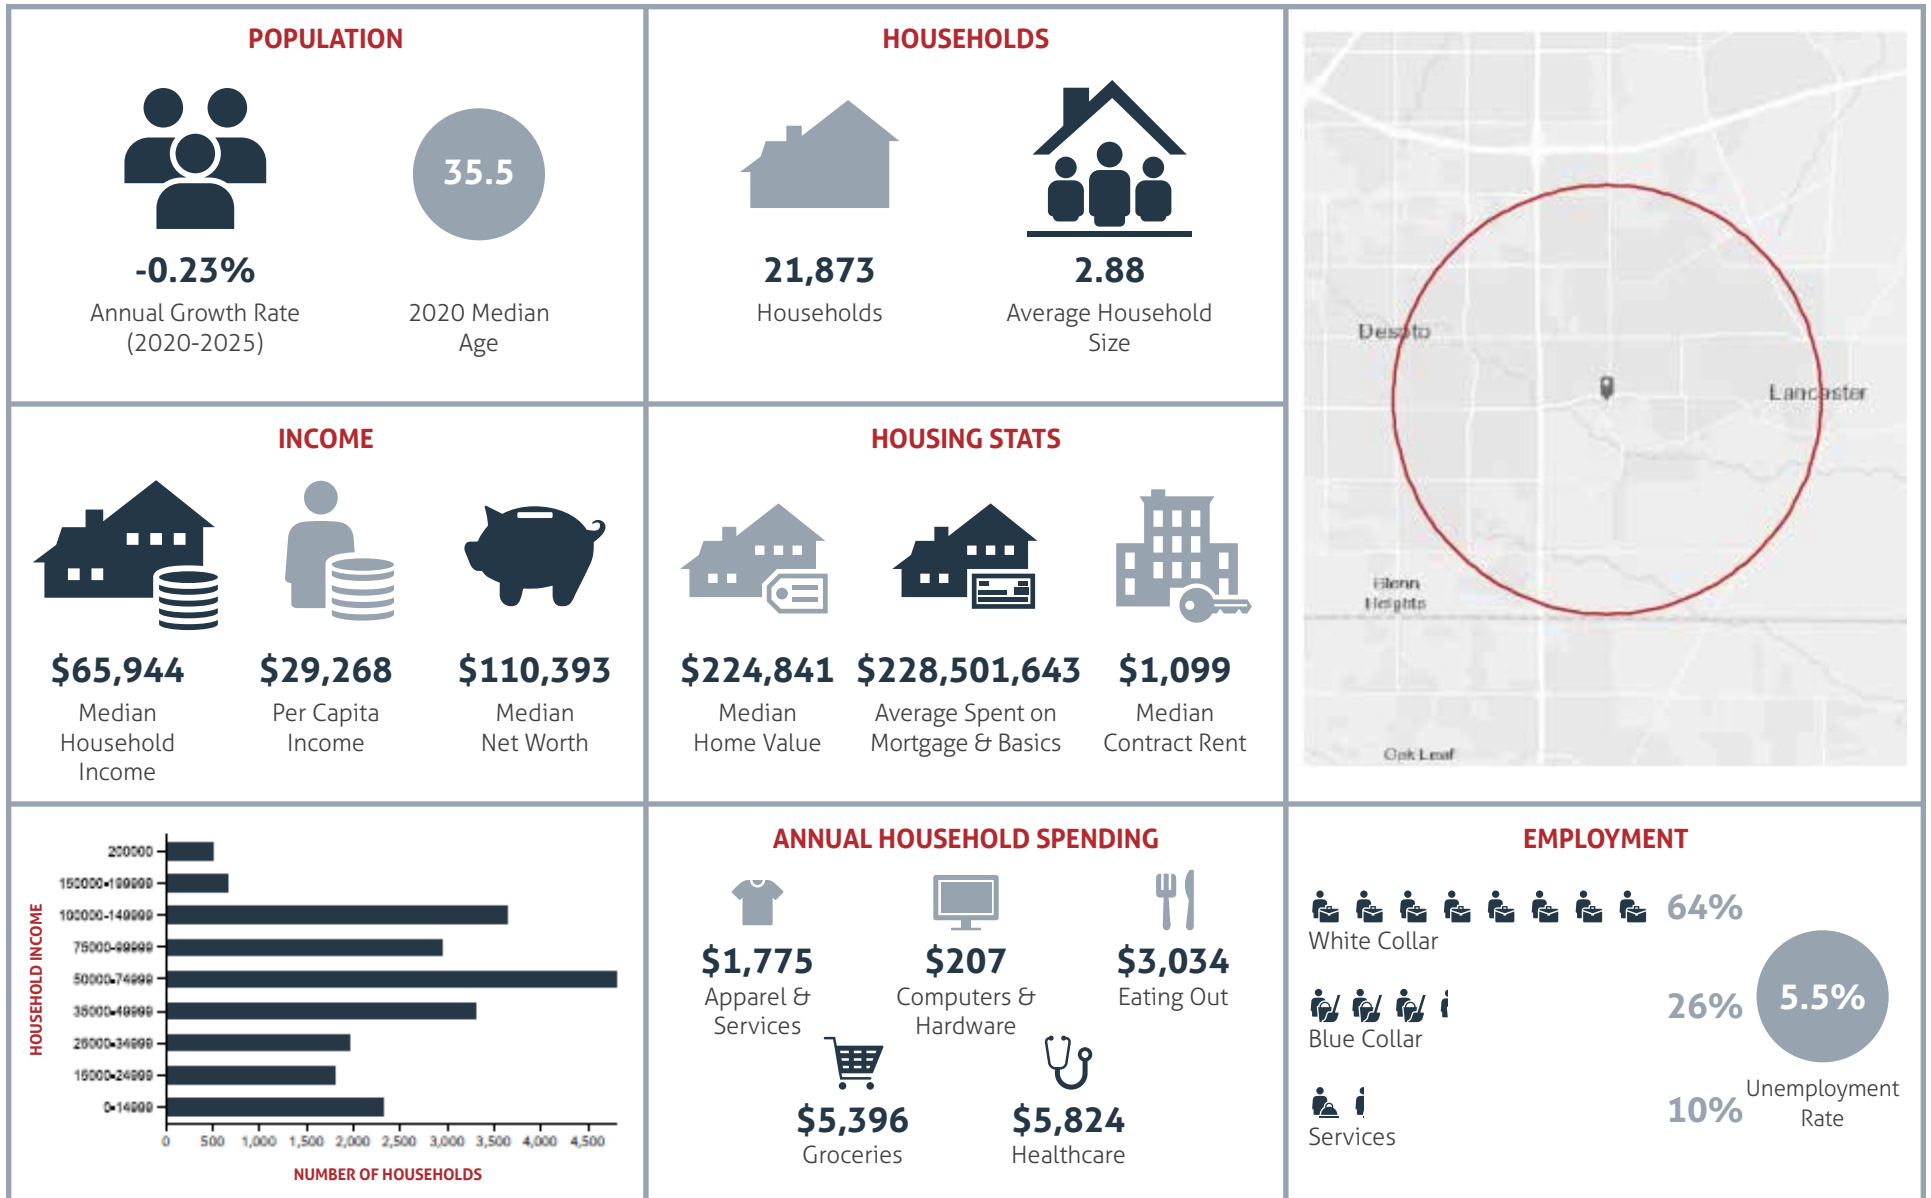 POPULATION
35.5
-0.23%
Annual Growth Rate
(2020-2025)
2020 Median
Age
HOUSEHOLDS
21,873
Households
2.88
Average Household
Size
Desoto
Lancaster
Glenn
Heights
Oak Leaf
INCOME
$65,944
Median
Household
Income
$29,268
Per Capita
Income
$110,393
Median
Net Worth
HOUSING STATS
$224,841
Median
Home Value
$228,501,643
Average Spent on
Mortgage & Basics
$1,099
Median
Contract Rent
HOUSEHOLD INCOME
200000
150000-199999
100000-149999
75000-99999
50000-74999
35000-49999
25000-34999
15000-24999
0-14999
0 500 1,000 1,500 2,000 2,500 3,000 3,500 4,000 4,500
NUMBER OF HOUSEHOLDS
ANNUAL HOUSEHOLD SPENDING
$1,775
Apparel &
Services
$207
Computers &
Hardware
$3,034
Eating Out
$5,396
Groceries
$5,824
Healthcare
EMPLOYMENT
64%
White Collar
26%
Blue Collar
10%
Services
5.5%
Unemployment
Rate